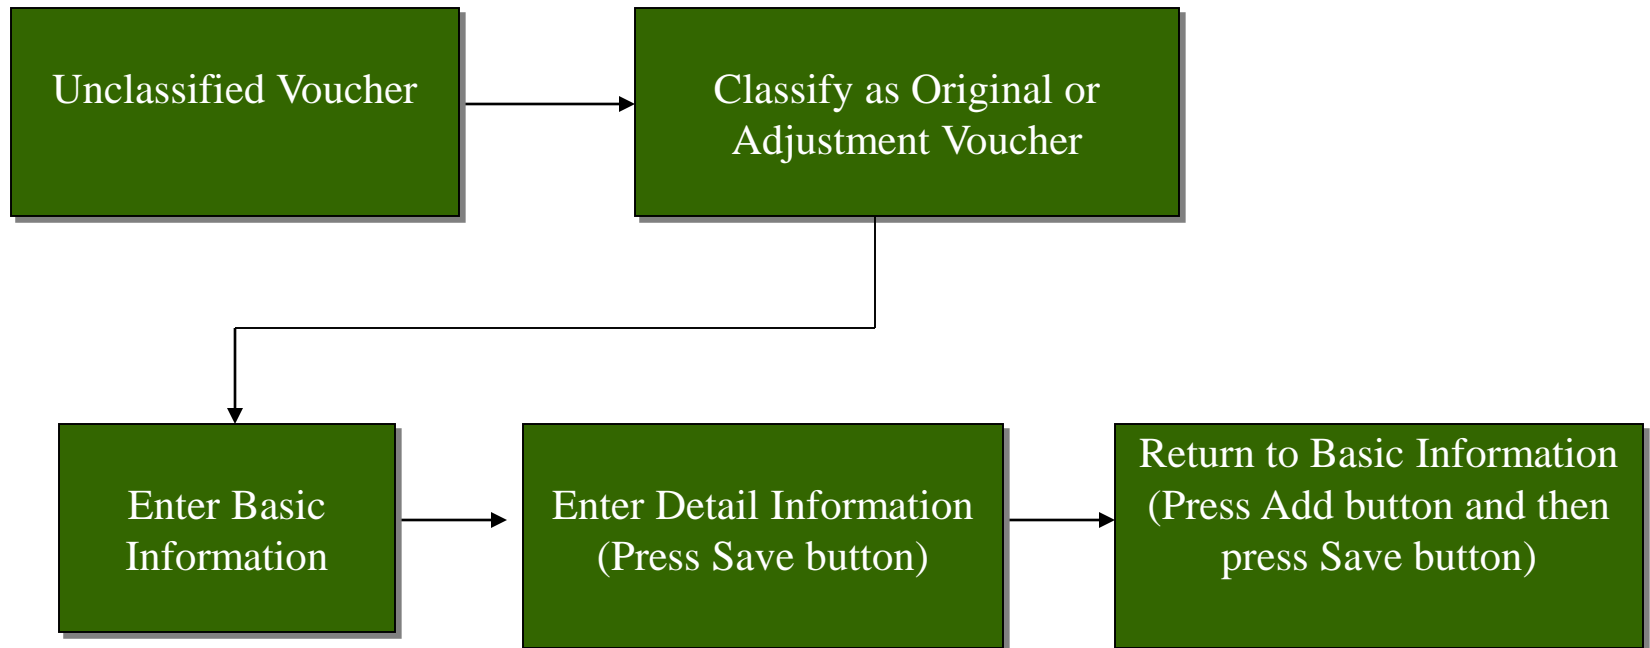 Unclassified Voucher
Classify as Original or
Adjustment Voucher
Enter Basic
Information
Enter Detail Information
(Press Save button)
Return to Basic Information
(Press Add button and then
press Save button)